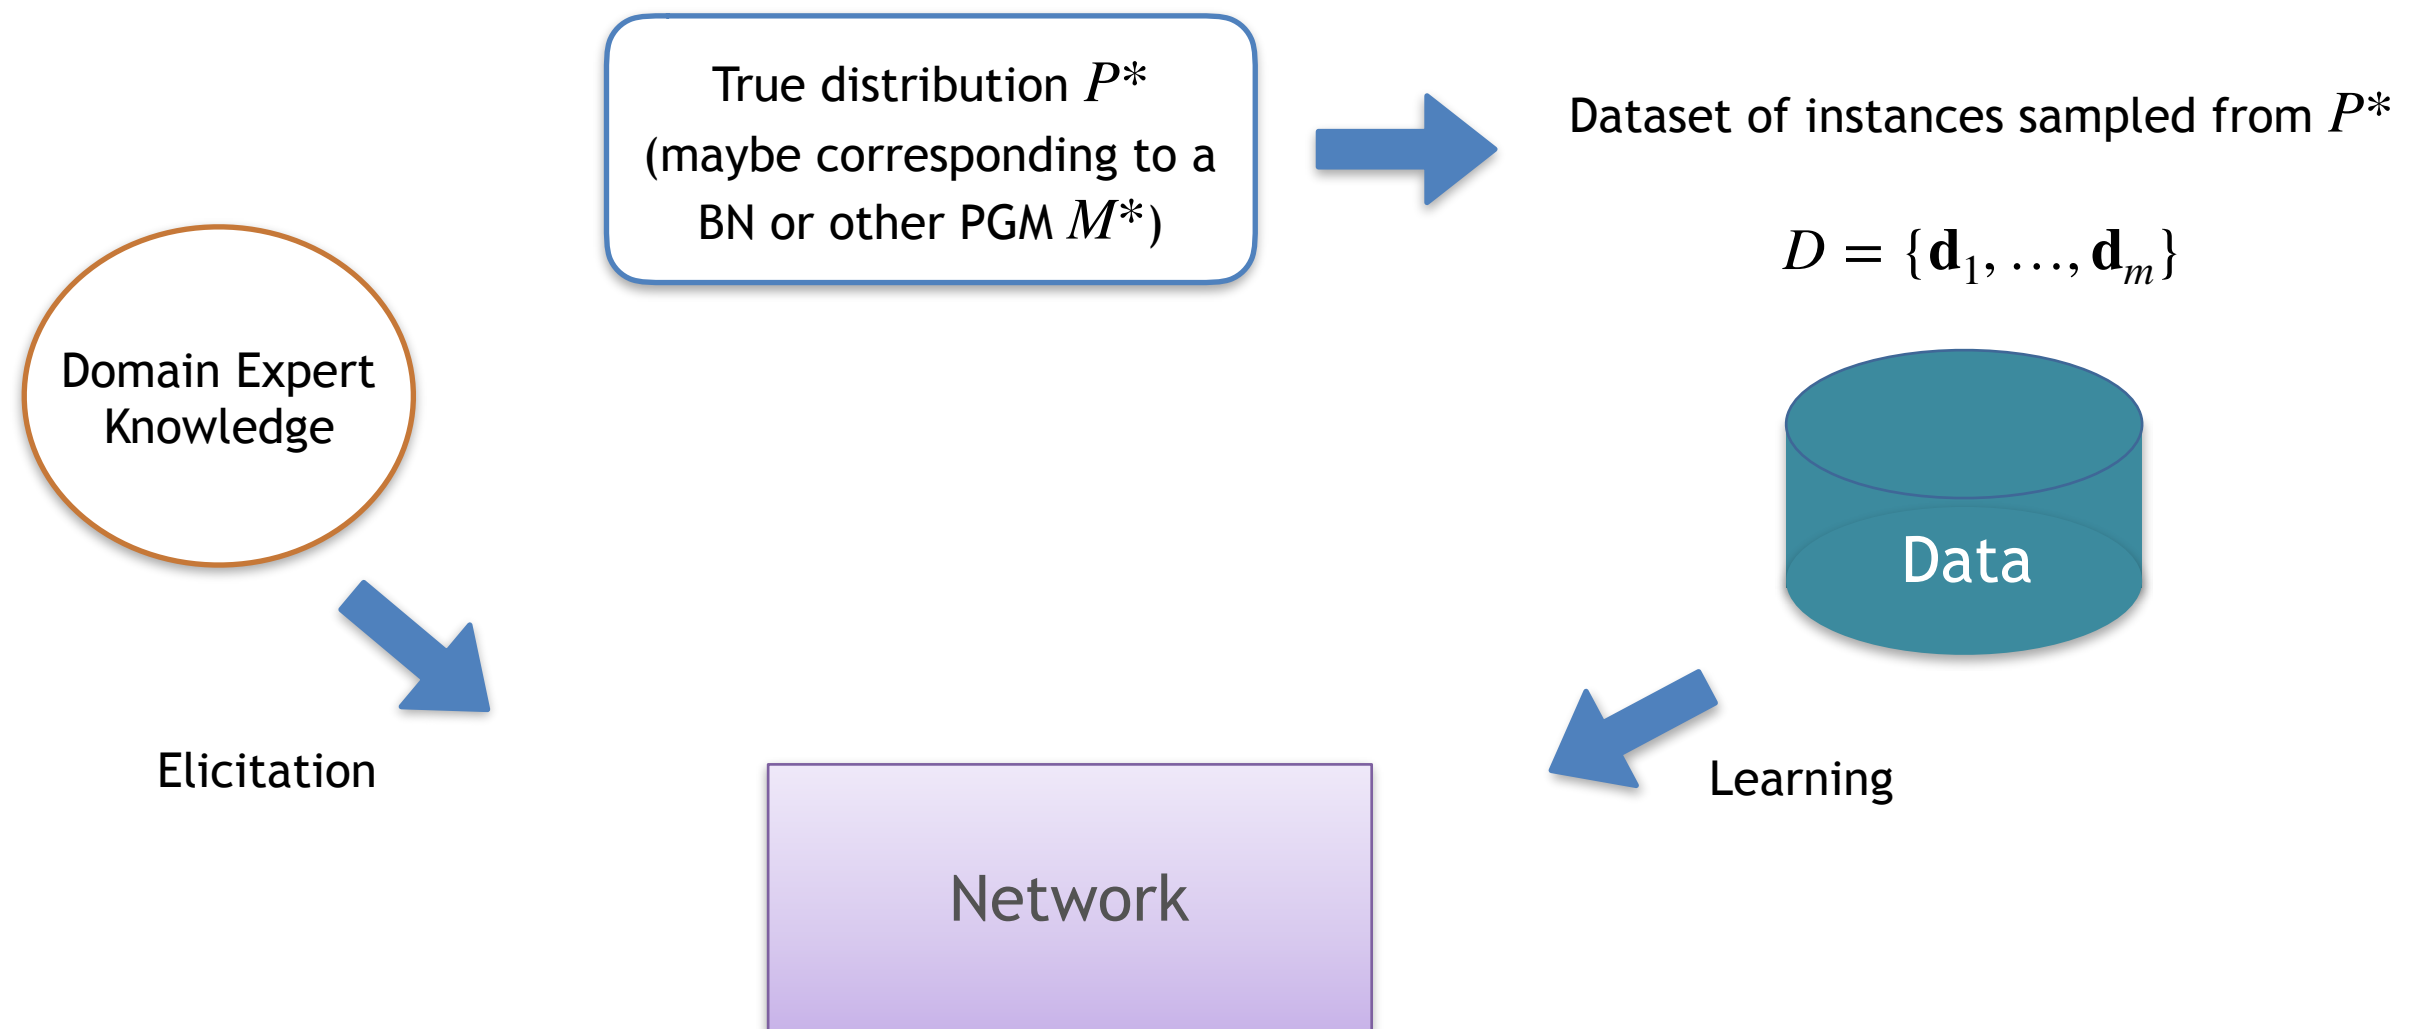 True distribution P*
(maybe corresponding to a
BN or other PGM M*)
Dataset of instances sampled from P*
D = {d₁, …, dₘ}
Domain Expert
Knowledge
Data
Elicitation
Learning
Network